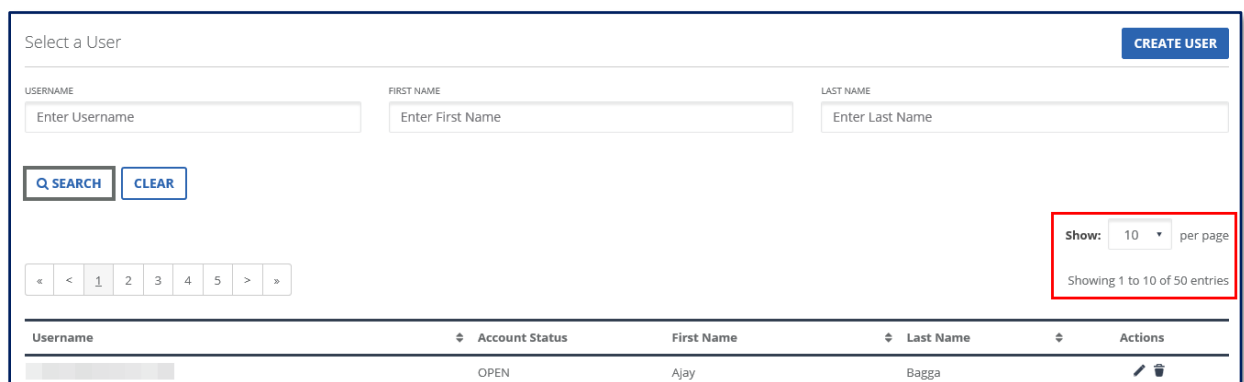 Select a User
CREATE USER
USERNAME FIRST NAME LAST NAME
Enter Username Enter First Name Enter Last Name
SEARCH CLEAR
Show: 10 per page
« < 1 2 3 4 5 > »
Showing 1 to 10 of 50 entries
Username Account Status First Name Last Name Actions
OPEN Ajay Bagga